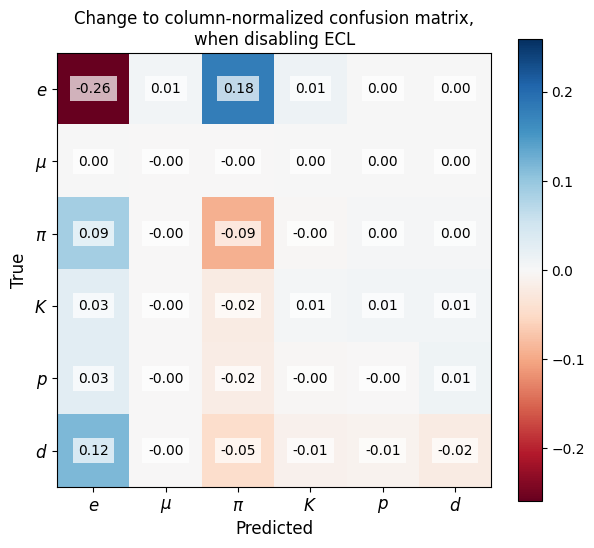 Change to column-normalized confusion matrix,
when disabling ECL
e -0.26 0.01 0.18 0.01 0.00 0.00
μ 0.00 -0.00 -0.00 0.00 0.00 0.00
π 0.09 -0.00 -0.09 -0.00 0.00 0.00
K 0.03 -0.00 -0.02 0.01 0.01 0.01
p 0.03 -0.00 -0.02 -0.00 -0.00 0.01
d 0.12 -0.00 -0.05 -0.01 -0.01 -0.02
e μ π K p d
Predicted
True
0.2
0.1
0.0
−0.1
−0.2